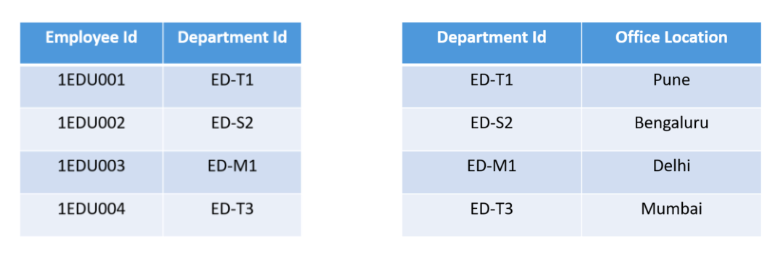 Employee Id Department Id
1EDU001 ED-T1
1EDU002 ED-S2
1EDU003 ED-M1
1EDU004 ED-T3
Department Id Office Location
ED-T1 Pune
ED-S2 Bengaluru
ED-M1 Delhi
ED-T3 Mumbai